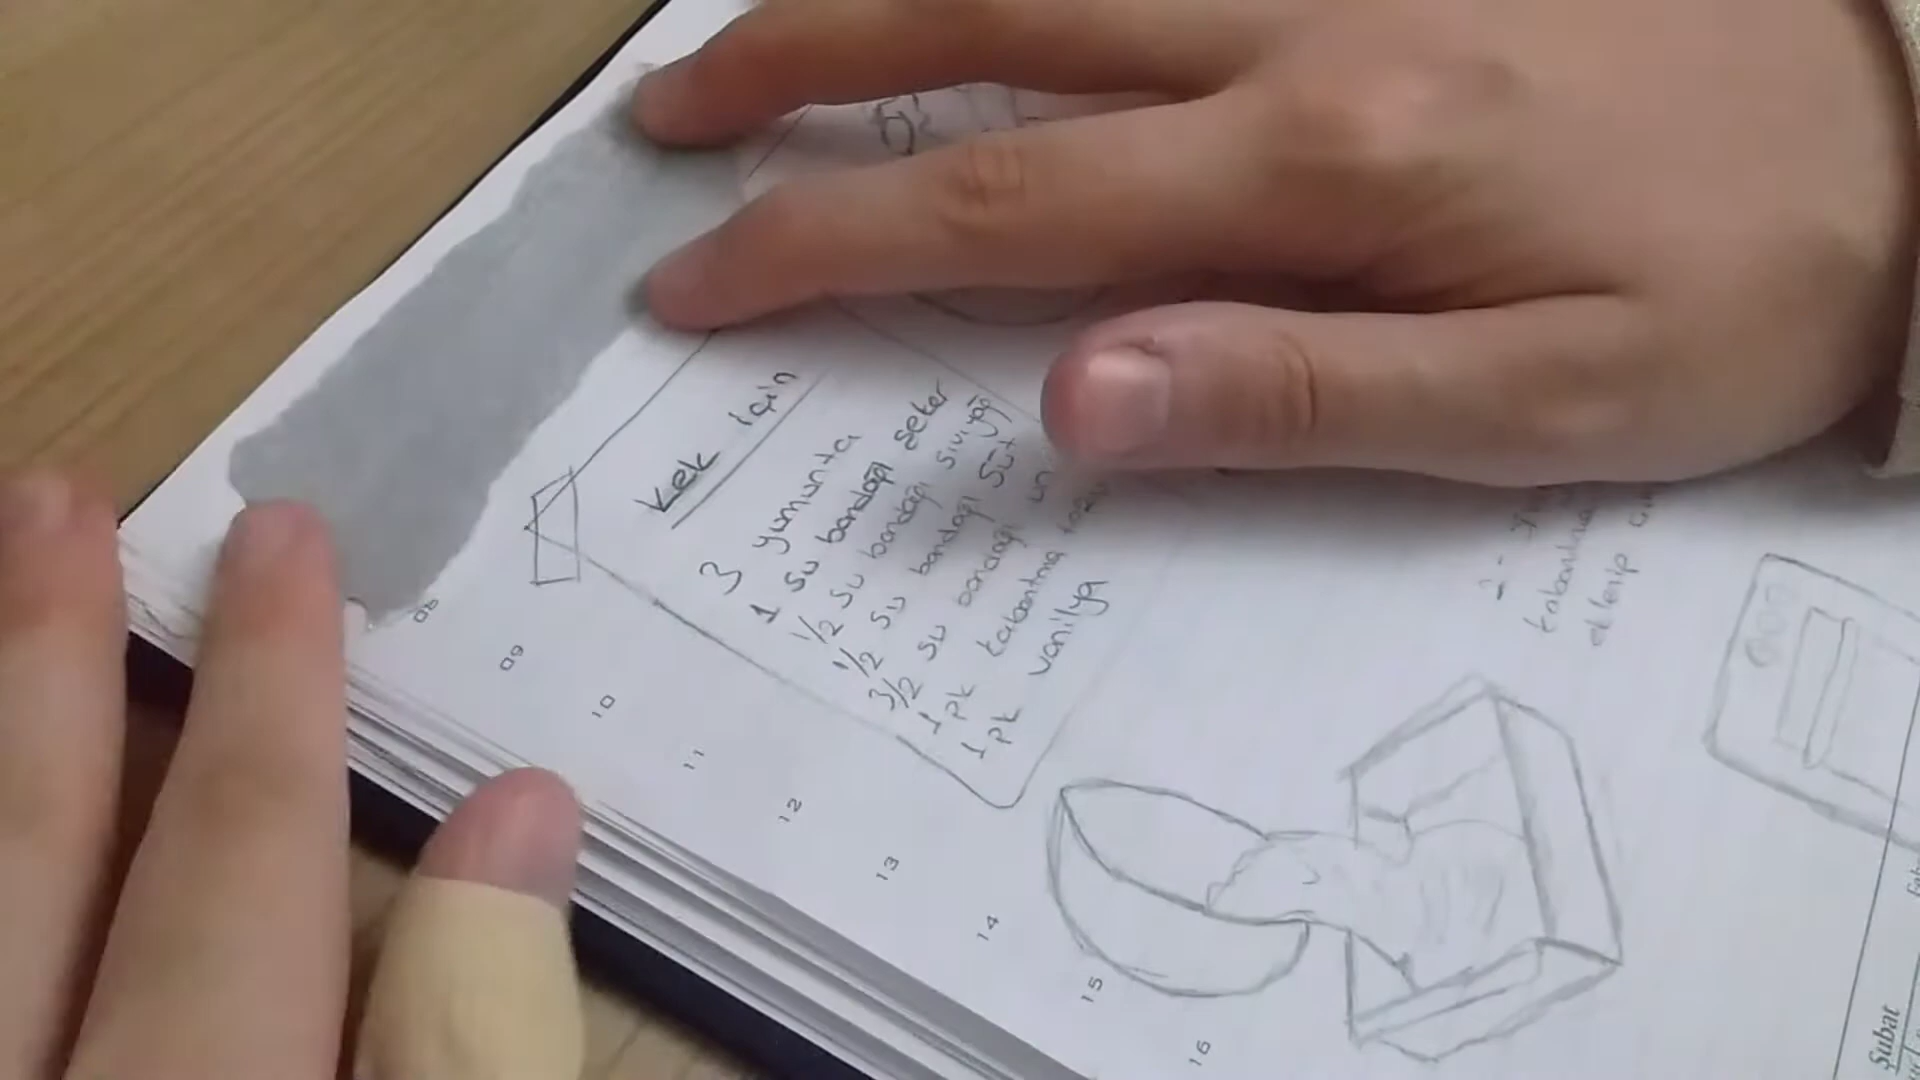 Kek için
3 yumurta
1 su bardağı şeker
1/2 su bardağı sıvıyağ
1/2 su bardağı süt
3/2 su bardağı un
1 pk kabartma tozu
1 pk vanilya
2-
eklenip
08
09
10
11
12
13
14
15
16
Şubat